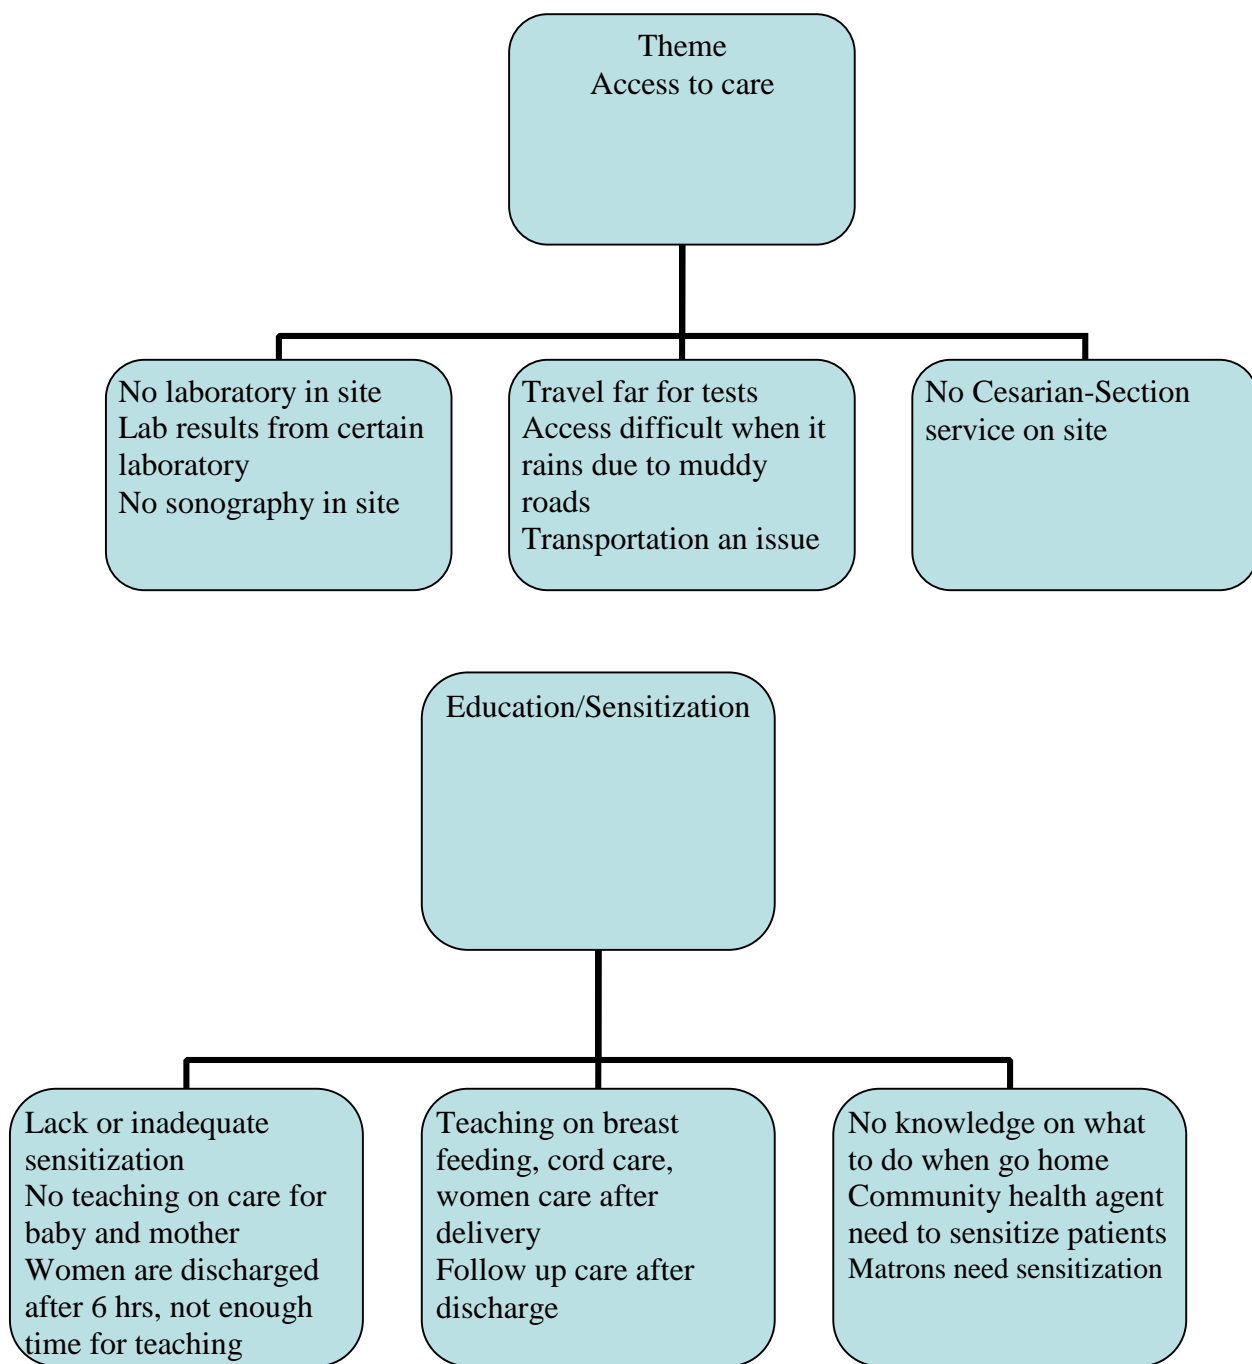 Theme
Access to care
No laboratory in site
Lab results from certain
laboratory
No sonography in site
Travel far for tests
Access difficult when it
rains due to muddy
roads
Transportation an issue
No Cesarian-Section
service on site
Education/Sensitization
Lack or inadequate
sensitization
No teaching on care for
baby and mother
Women are discharged
after 6 hrs, not enough
time for teaching
Teaching on breast
feeding, cord care,
women care after
delivery
Follow up care after
discharge
No knowledge on what
to do when go home
Community health agent
need to sensitize patients
Matrons need sensitization